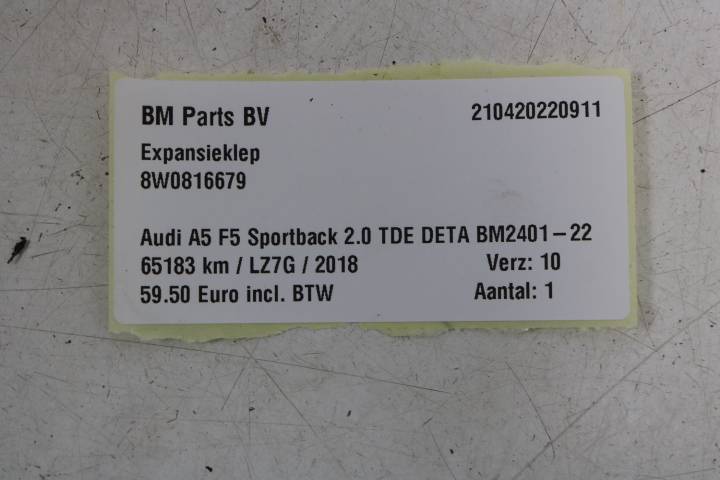 BM Parts BV 210420220911
Expansieklep
8W0816679
Audi A5 F5 Sportback 2.0 TDE DETA BM2401-22
65183 km / LZ7G / 2018 Verz: 10
59.50 Euro incl. BTW Aantal: 1